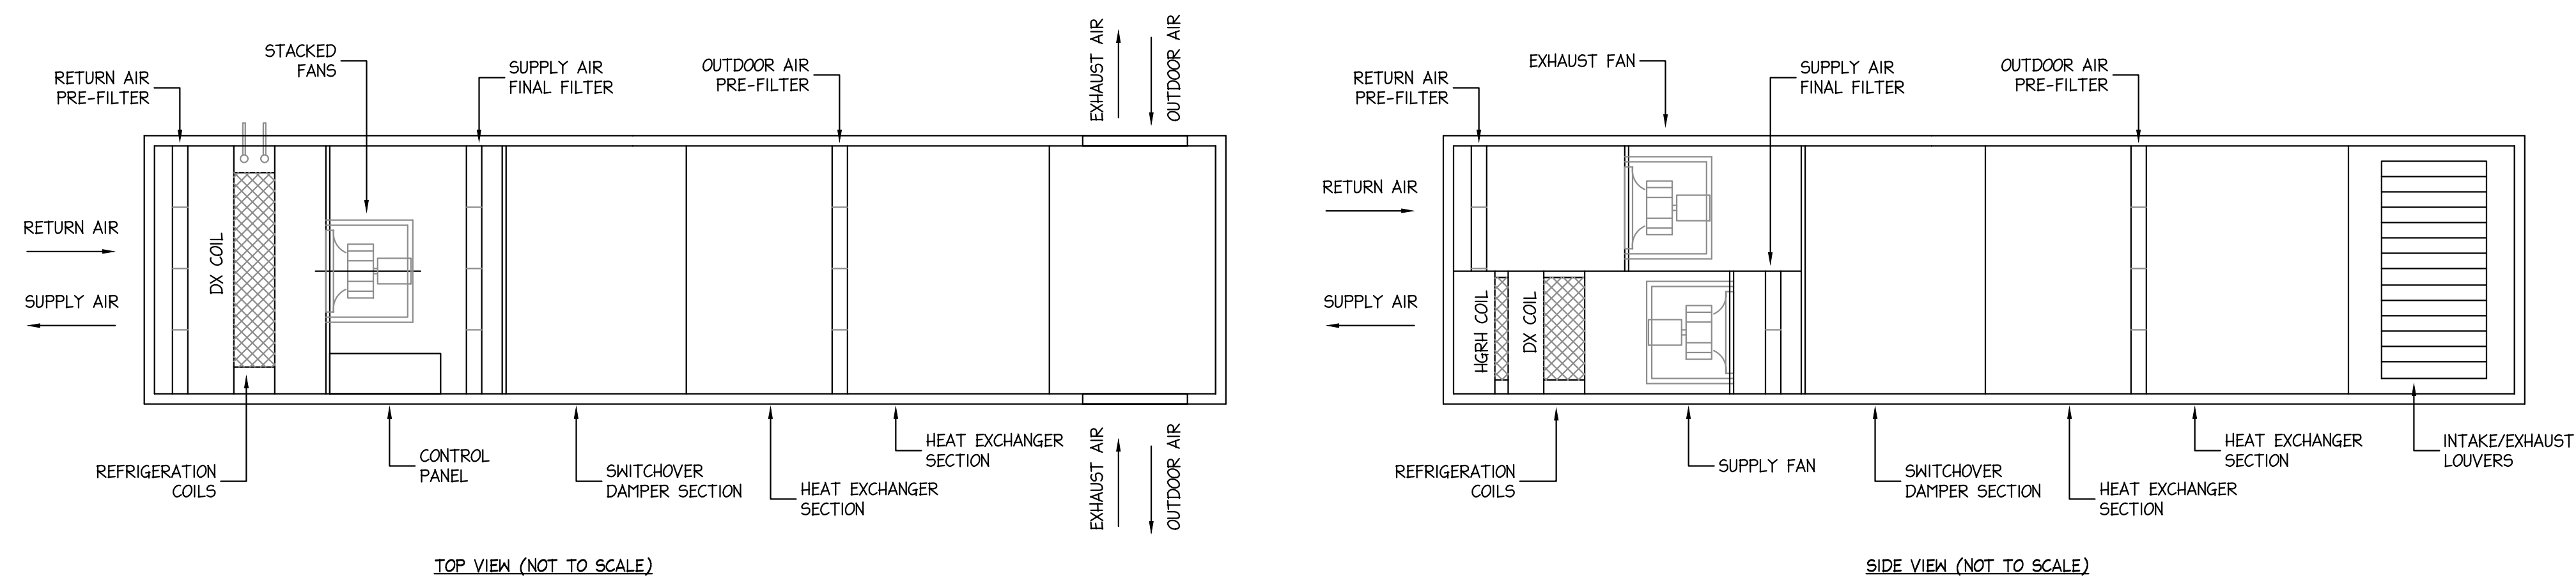 STACKED
FANS
RETURN AIR
PRE-FILTER
SUPPLY AIR
FINAL FILTER
OUTDOOR AIR
PRE-FILTER
EXHAUST AIR
OUTDOOR AIR
RETURN AIR
SUPPLY AIR
DX COIL
REFRIGERATION
COILS
CONTROL
PANEL
SWITCHOVER
DAMPER SECTION
HEAT EXCHANGER
SECTION
HEAT EXCHANGER
SECTION
EXHAUST AIR
OUTDOOR AIR
TOP VIEW (NOT TO SCALE)
RETURN AIR
PRE-FILTER
EXHAUST FAN
SUPPLY AIR
FINAL FILTER
OUTDOOR AIR
PRE-FILTER
RETURN AIR
SUPPLY AIR
HGRH COIL
DX COIL
REFRIGERATION
COILS
SUPPLY FAN
SWITCHOVER
DAMPER SECTION
HEAT EXCHANGER
SECTION
HEAT EXCHANGER
SECTION
INTAKE/EXHAUST
LOUVERS
SIDE VIEW (NOT TO SCALE)